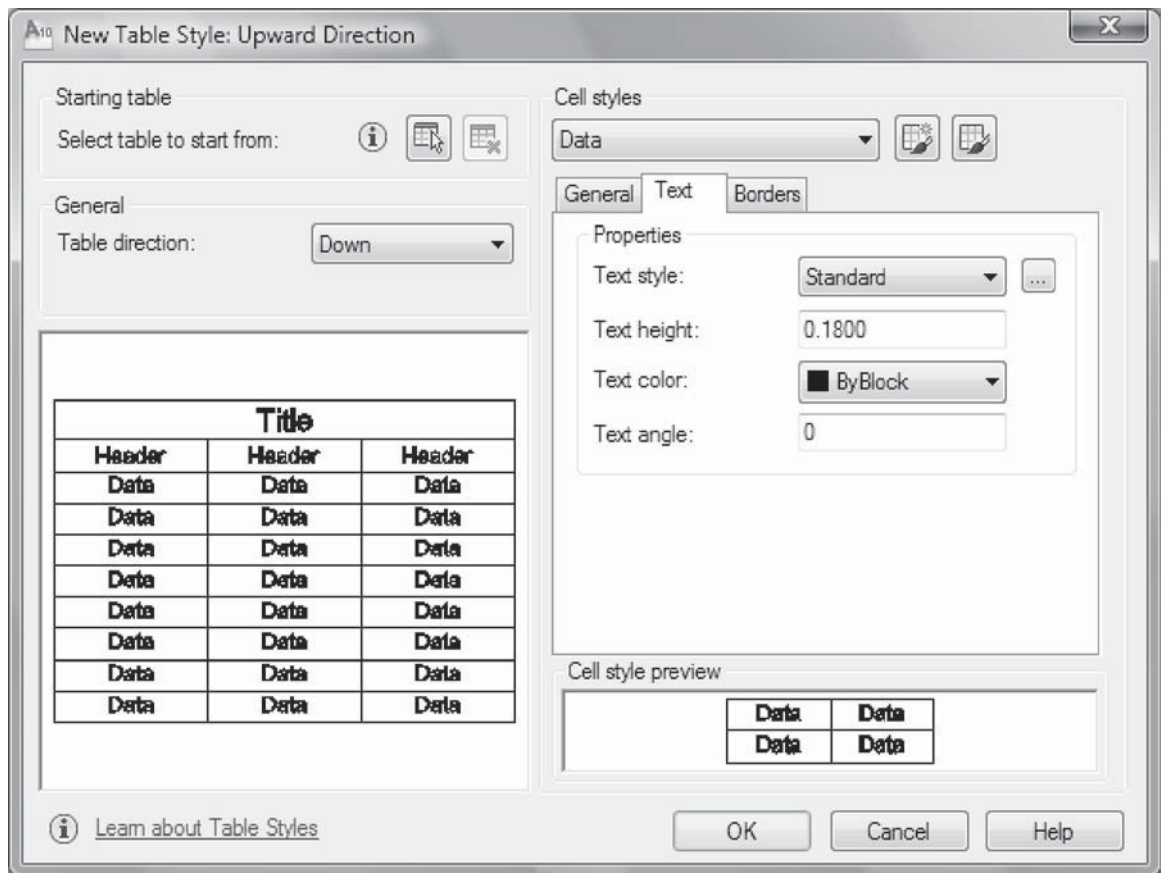 A10 New Table Style: Upward Direction
Starting table
Select table to start from:
General
Table direction: Down
Title
Header Header Header
Data Data Data
Data Data Data
Data Data Data
Data Data Data
Data Data Data
Data Data Data
Data Data Data
Data Data Data
Learn about Table Styles
Cell styles
Data
General Text Borders
Properties
Text style: Standard ...
Text height: 0.1800
Text color: ByBlock
Text angle: 0
Cell style preview
Data Data
Data Data
OK Cancel Help